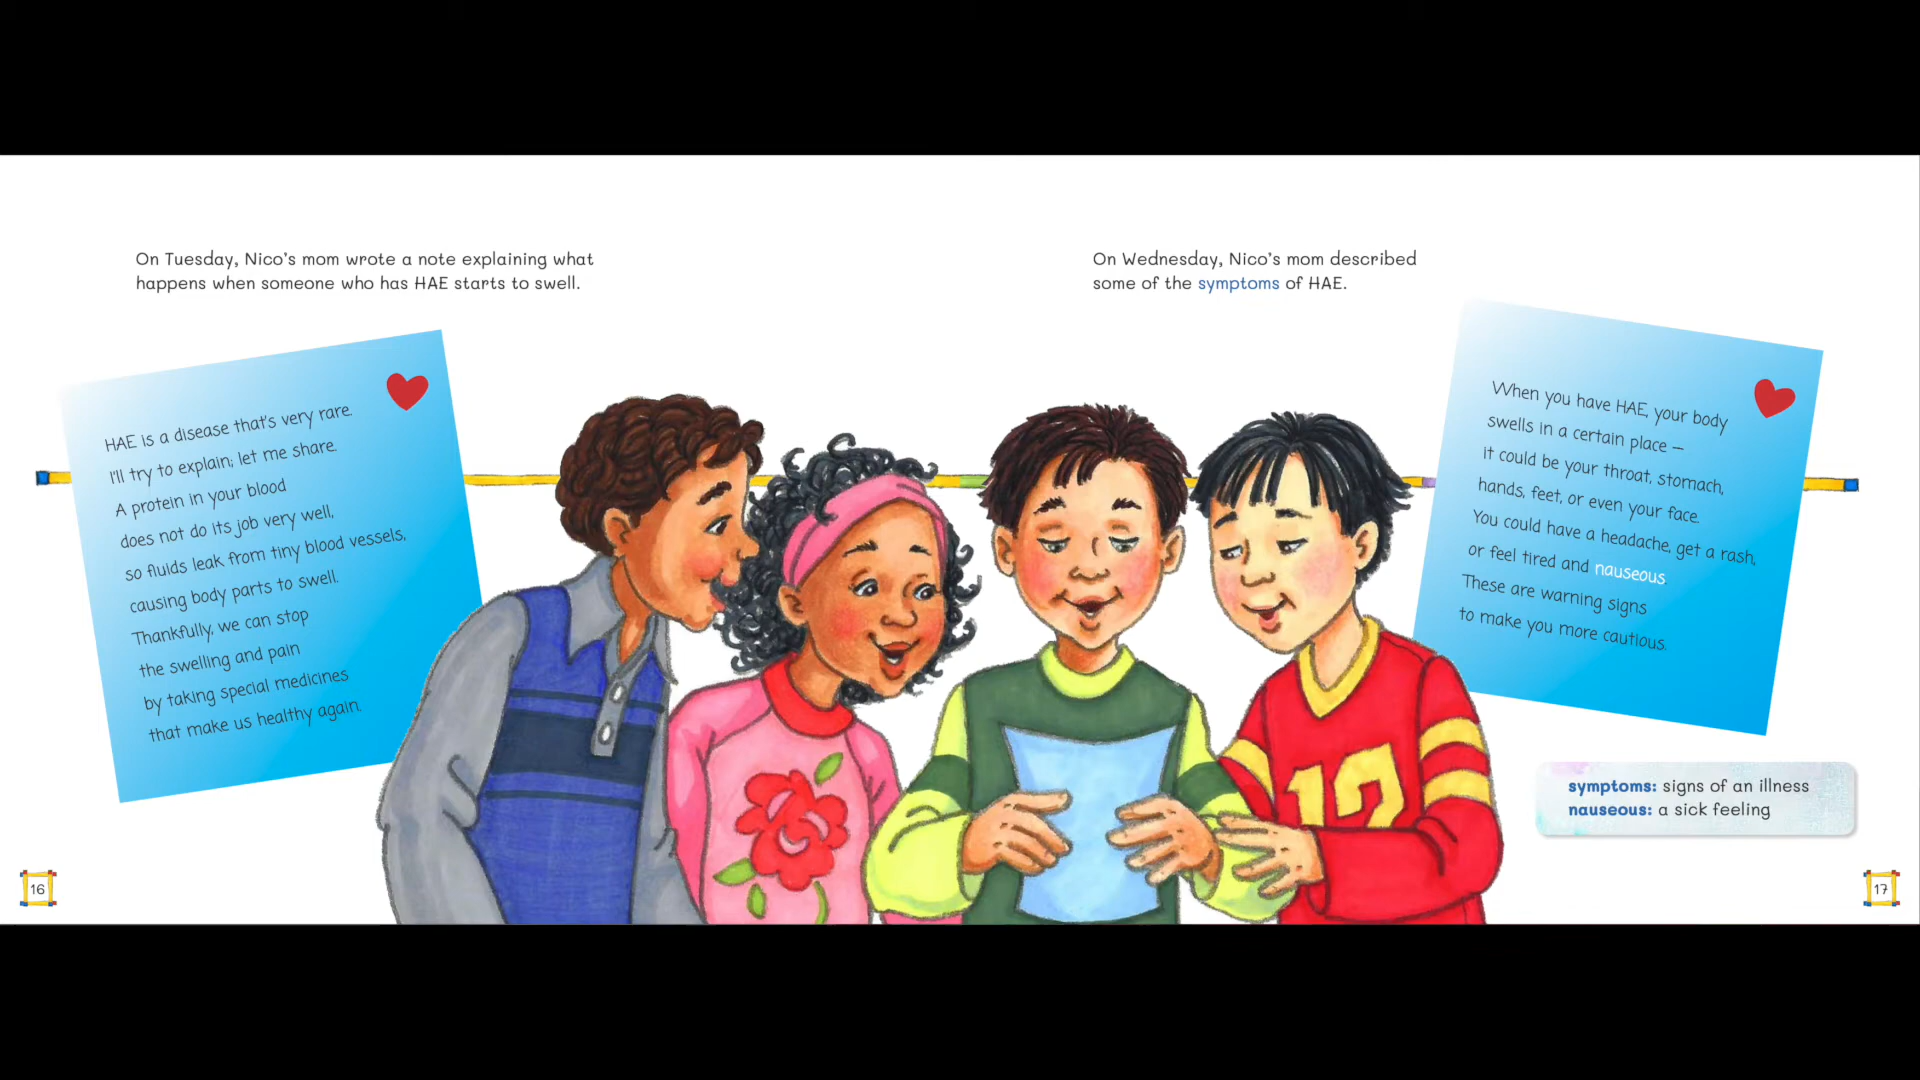 On Tuesday, Nico's mom wrote a note explaining what
happens when someone who has HAE starts to swell.
HAE is a disease that's very rare.
I'll try to explain; let me share.
A protein in your blood
does not do its job very well,
so fluids leak from tiny blood vessels,
causing body parts to swell.
Thankfully, we can stop
the swelling and pain
by taking special medicines
that make us healthy again.
16
On Wednesday, Nico's mom described
some of the symptoms of HAE.
When you have HAE, your body
swells in a certain place –
it could be your throat, stomach,
hands, feet, or even your face.
You could have a headache, get a rash,
or feel tired and nauseous.
These are warning signs
to make you more cautious.
12
symptoms: signs of an illness
nauseous: a sick feeling
17